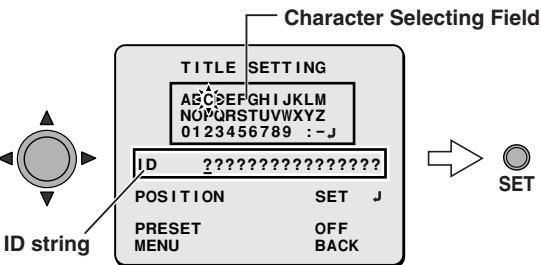 Character Selecting Field
TITLE SETTING
ABCDEFGHIJKLM
NOPQRSTUVWXYZ
0123456789 :-↲
ID ????????????????
POSITION SET ↲
PRESET OFF
MENU BACK
SET
ID string